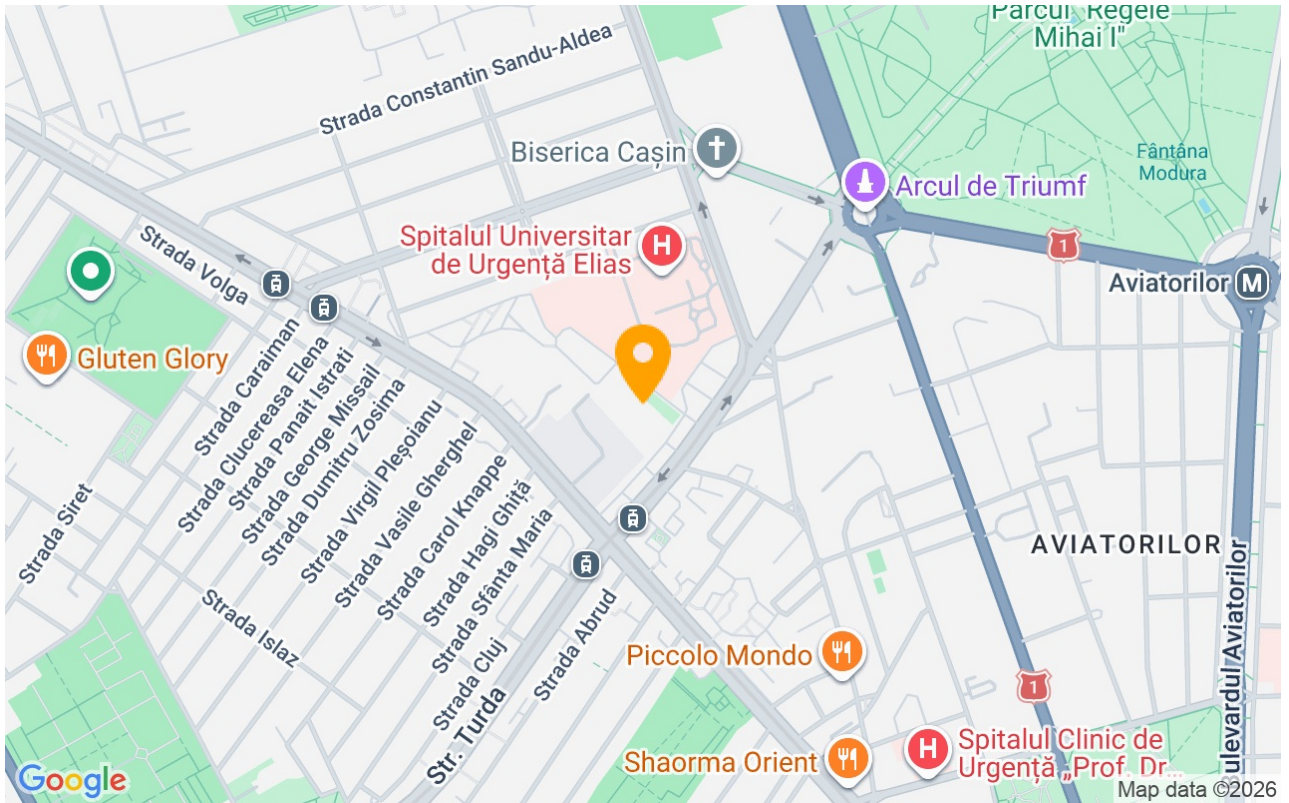 Parcul "Regele
Mihai I"
Strada Constantin Sandu-Aldea
Biserica Cașin
Fântâna
Modura
Arcul de Triumf
Spitalul Universitar
de Urgență Elias
H
1
Strada Volga
Aviatorilor M
Gluten Glory
Strada Caraiman
Strada Clucereasa Elena
Strada Panait Istrati
Strada George Missail
Strada Dumitru Zosima
Strada Virgil Pleșoianu
Strada Vasile Gherghel
Strada Carol Knappe
Strada Hagi Ghiță
Strada Sfânta Maria
Strada Siret
Strada Islaz
Strada Cluj
Strada Abrud
Str. Turda
AVIATORILOR
Bulevardul Aviatorilor
Piccolo Mondo
1
Shaorma Orient
H
Spitalul Clinic de
Urgență „Prof. Dr...
Google
Map data ©2026